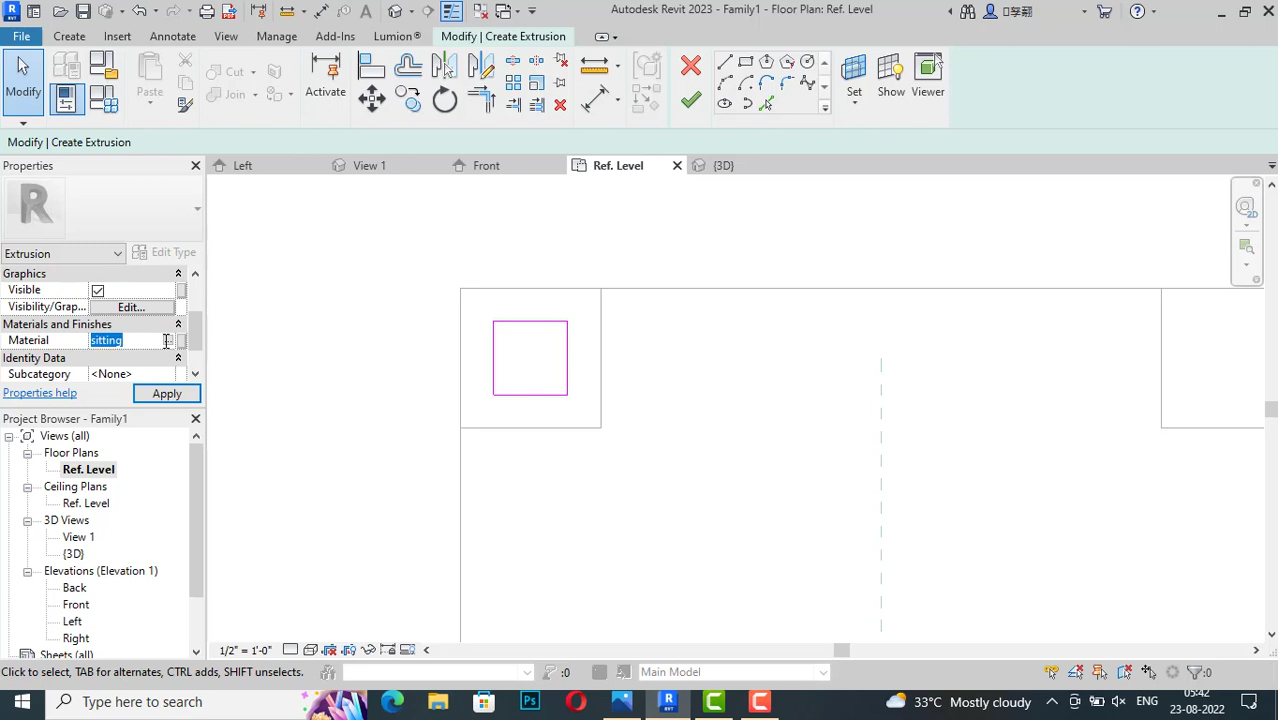 Autodesk Revit 2023 - Family1 - Floor Plan: Ref. Level
File Create Insert Annotate View Manage Add-Ins Lumion® Modify | Create Extrusion
Modify Paste Cut Join Activate Set Show Viewer
Modify | Create Extrusion
Properties
Left View 1 Front Ref. Level {3D}
R
Extrusion Edit Type
Graphics
Visible
Visibility/Grap... Edit...
Materials and Finishes
Material sitting
Identity Data
Subcategory <None>
Properties help Apply
Project Browser - Family1
Views (all)
Floor Plans
Ref. Level
Ceiling Plans
Ref. Level
3D Views
View 1
{3D}
Elevations (Elevation 1)
Back
Front
Left
Right
Sheets (all)
2D
1/2" = 1'-0"
Click to select, TAB for alternates, CTRL adds, SHIFT unselects.
:0 Main Model :0
Type here to search
Ps
R RVT
33°C Mostly cloudy ENG
05:42
23-08-2022